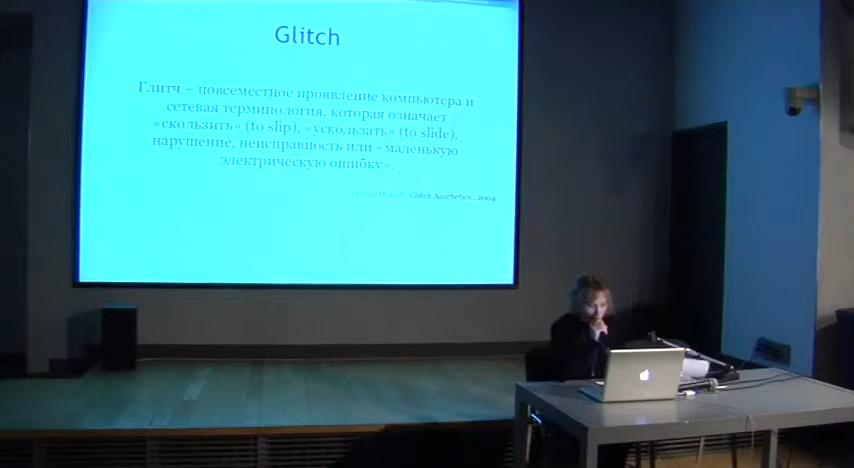 Glitch
Глитч – повсеместное проявление компьютера и
сетевая терминология, которая означает
«скользить» (to slip), «ускользать» (to slide),
нарушение, неисправность или «маленькую
электрическую ошибку».
Glitch Aesthetics, 2004